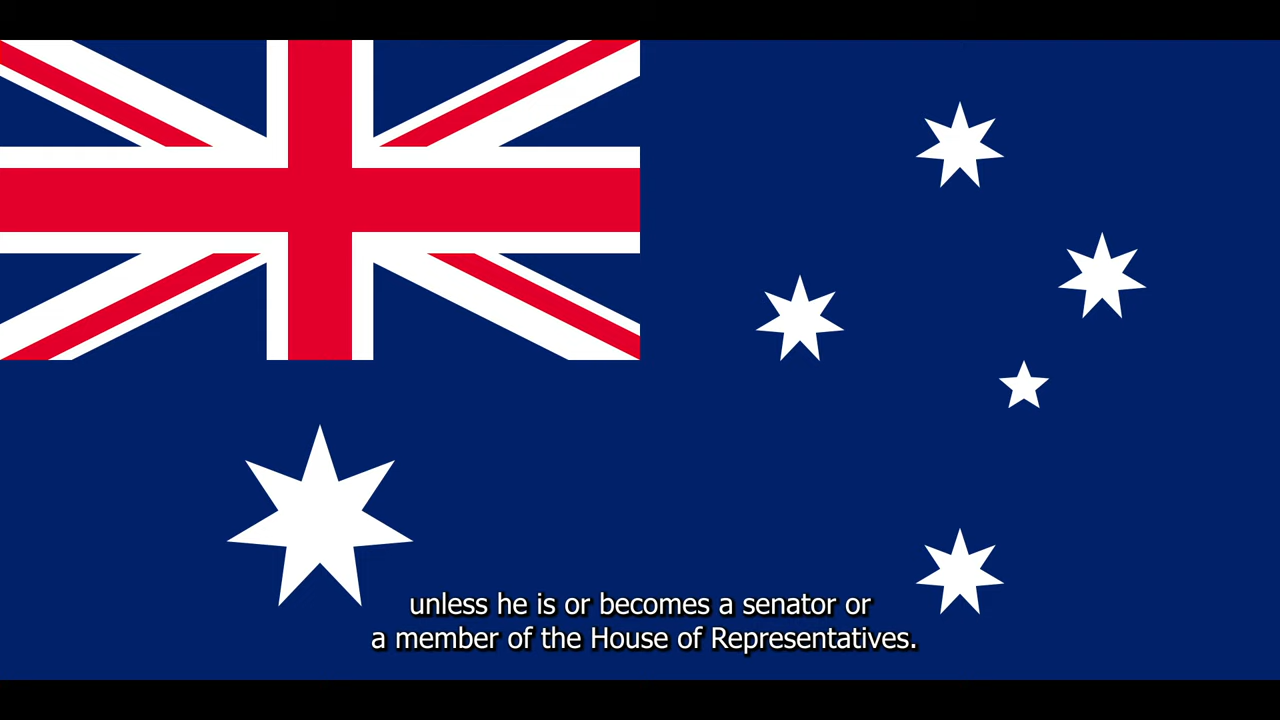 unless he is or becomes a senator or
a member of the House of Representatives.